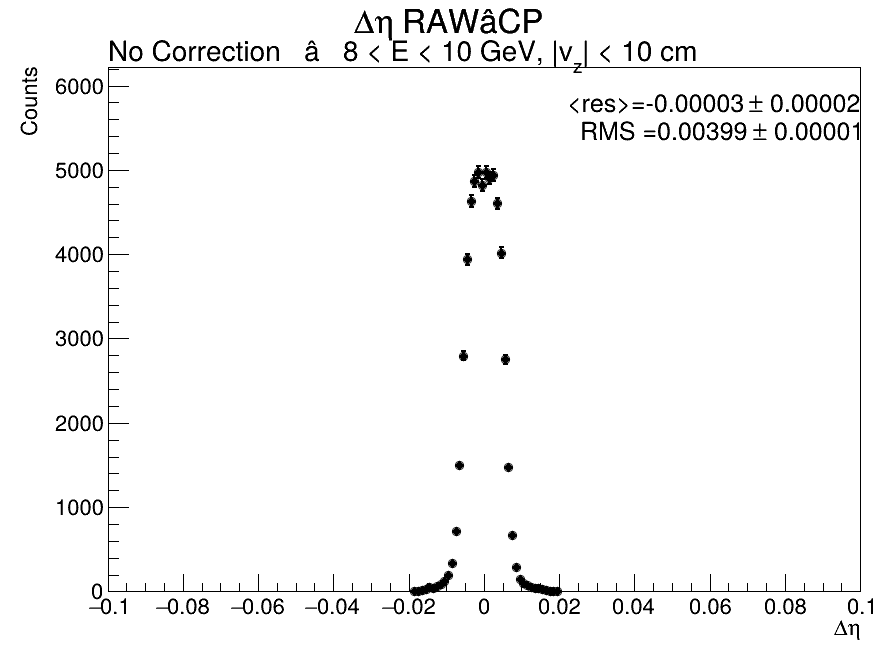 Δη RAWâCP
No Correction â 8 < E < 10 GeV, |v_z| < 10 cm
<res>=-0.00003 ± 0.00002
RMS =0.00399 ± 0.00001
Counts
6000
5000
4000
3000
2000
1000
0
−0.1 −0.08 −0.06 −0.04 −0.02 0 0.02 0.04 0.06 0.08 0.1
Δη